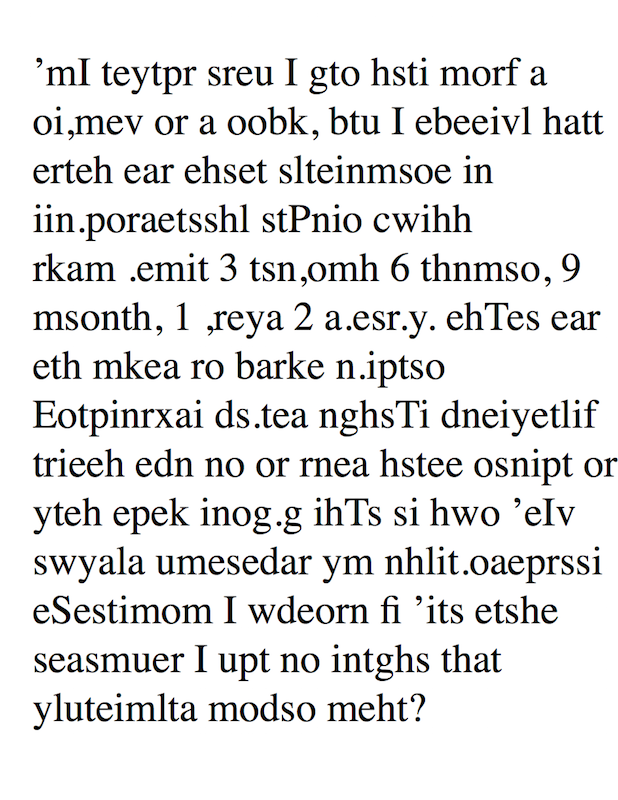 ’mI teytpr sreu I gto hsti morf a
oi,mev or a oobk, btu I ebeeivl hatt
erteh ear ehset slteinmsoe in
iin.poraetsshl stPnio cwihh
rkam .emit 3 tsn,omh 6 thnmso, 9
msonth, 1 ,reya 2 a.esr.y. ehTes ear
eth mkea ro barke n.iptso
Eotpinrxai ds.tea nghsTi dneiyetlif
trieeh edn no or rnea hstee osnipt or
yteh epek inog.g ihTs si hwo ’eIv
swyala umesedar ym nhlit.oaeprssi
eSestimom I wdeorn fi ’its etshe
seasmuer I upt no intghs that
yluteimlta modso meht?